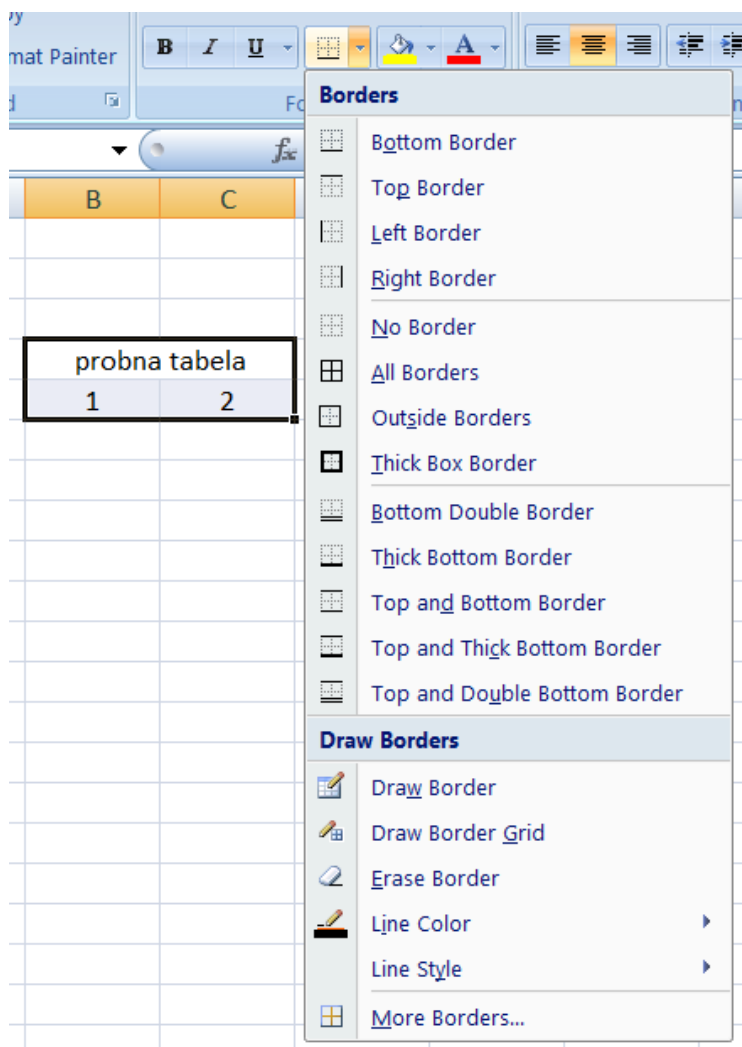 mat Painter
B I U A
B C
probna tabela
1 2
Borders
Bottom Border
Top Border
Left Border
Right Border
No Border
All Borders
Outside Borders
Thick Box Border
Bottom Double Border
Thick Bottom Border
Top and Bottom Border
Top and Thick Bottom Border
Top and Double Bottom Border
Draw Borders
Draw Border
Draw Border Grid
Erase Border
Line Color
Line Style
More Borders...